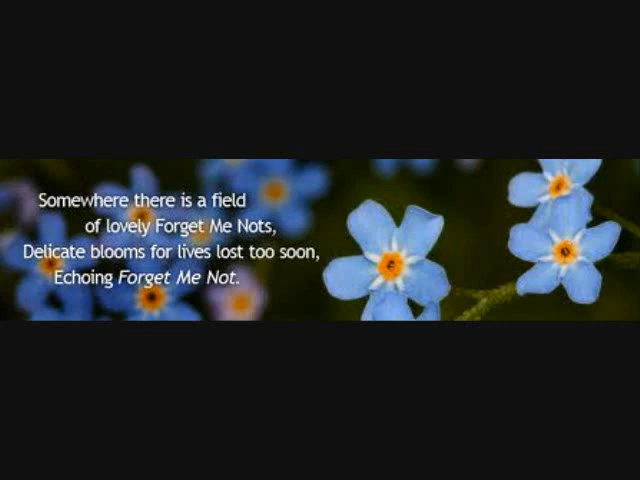 Somewhere there is a field
of lovely Forget Me Nots,
Delicate blooms for lives lost too soon,
Echoing Forget Me Not.